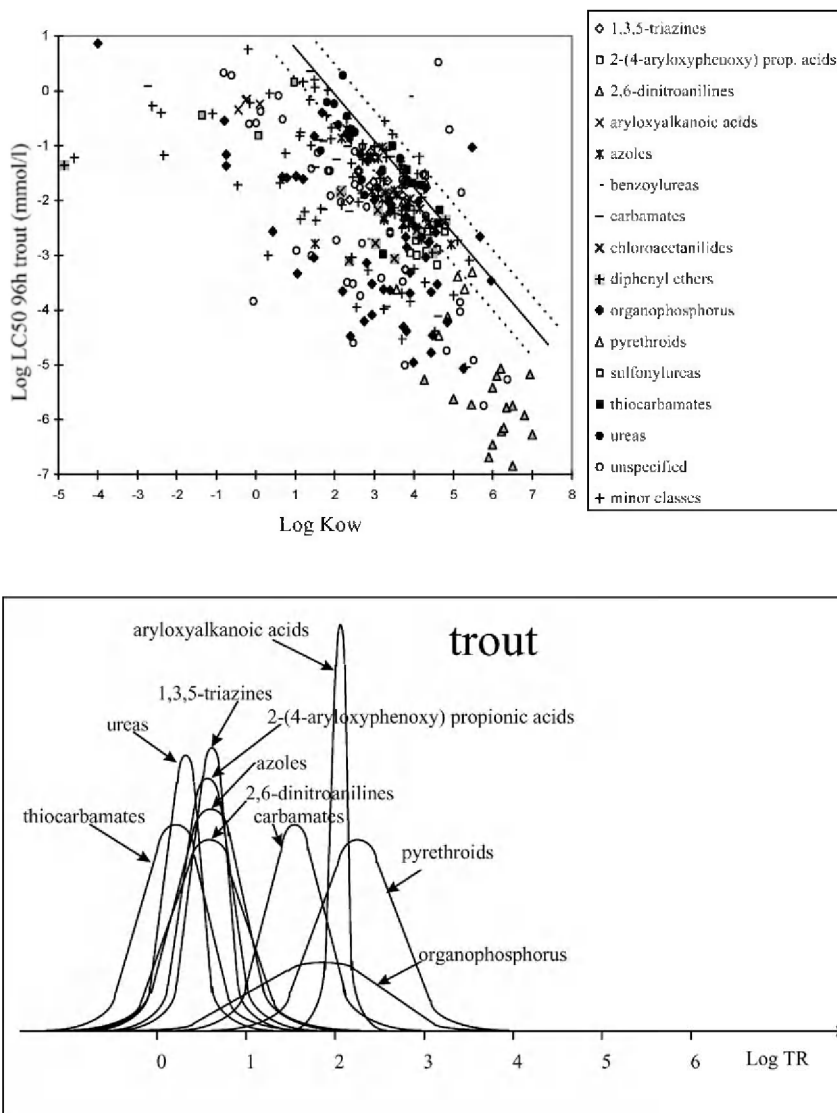 Log LC50 96h trout (mmol/l)
1
0
-1
-2
-3
-4
-5
-6
-7
-5 -4 -3 -2 -1 0 1 2 3 4 5 6 7 8
Log Kow
1,3,5-triazines
2-(4-aryloxyphenoxy) prop. acids
2,6-dinitroanilines
aryloxyalkanoic acids
azoles
benzoylureas
carbamates
chloroacetanilides
diphenyl ethers
organophosphorus
pyrethroids
sulfonylureas
thiocarbamates
ureas
unspecified
minor classes
trout
aryloxyalkanoic acids
1,3,5-triazines
2-(4-aryloxyphenoxy) propionic acids
ureas
azoles
2,6-dinitroanilines
thiocarbamates
carbamates
pyrethroids
organophosphorus
0 1 2 3 4 5 6 Log TR